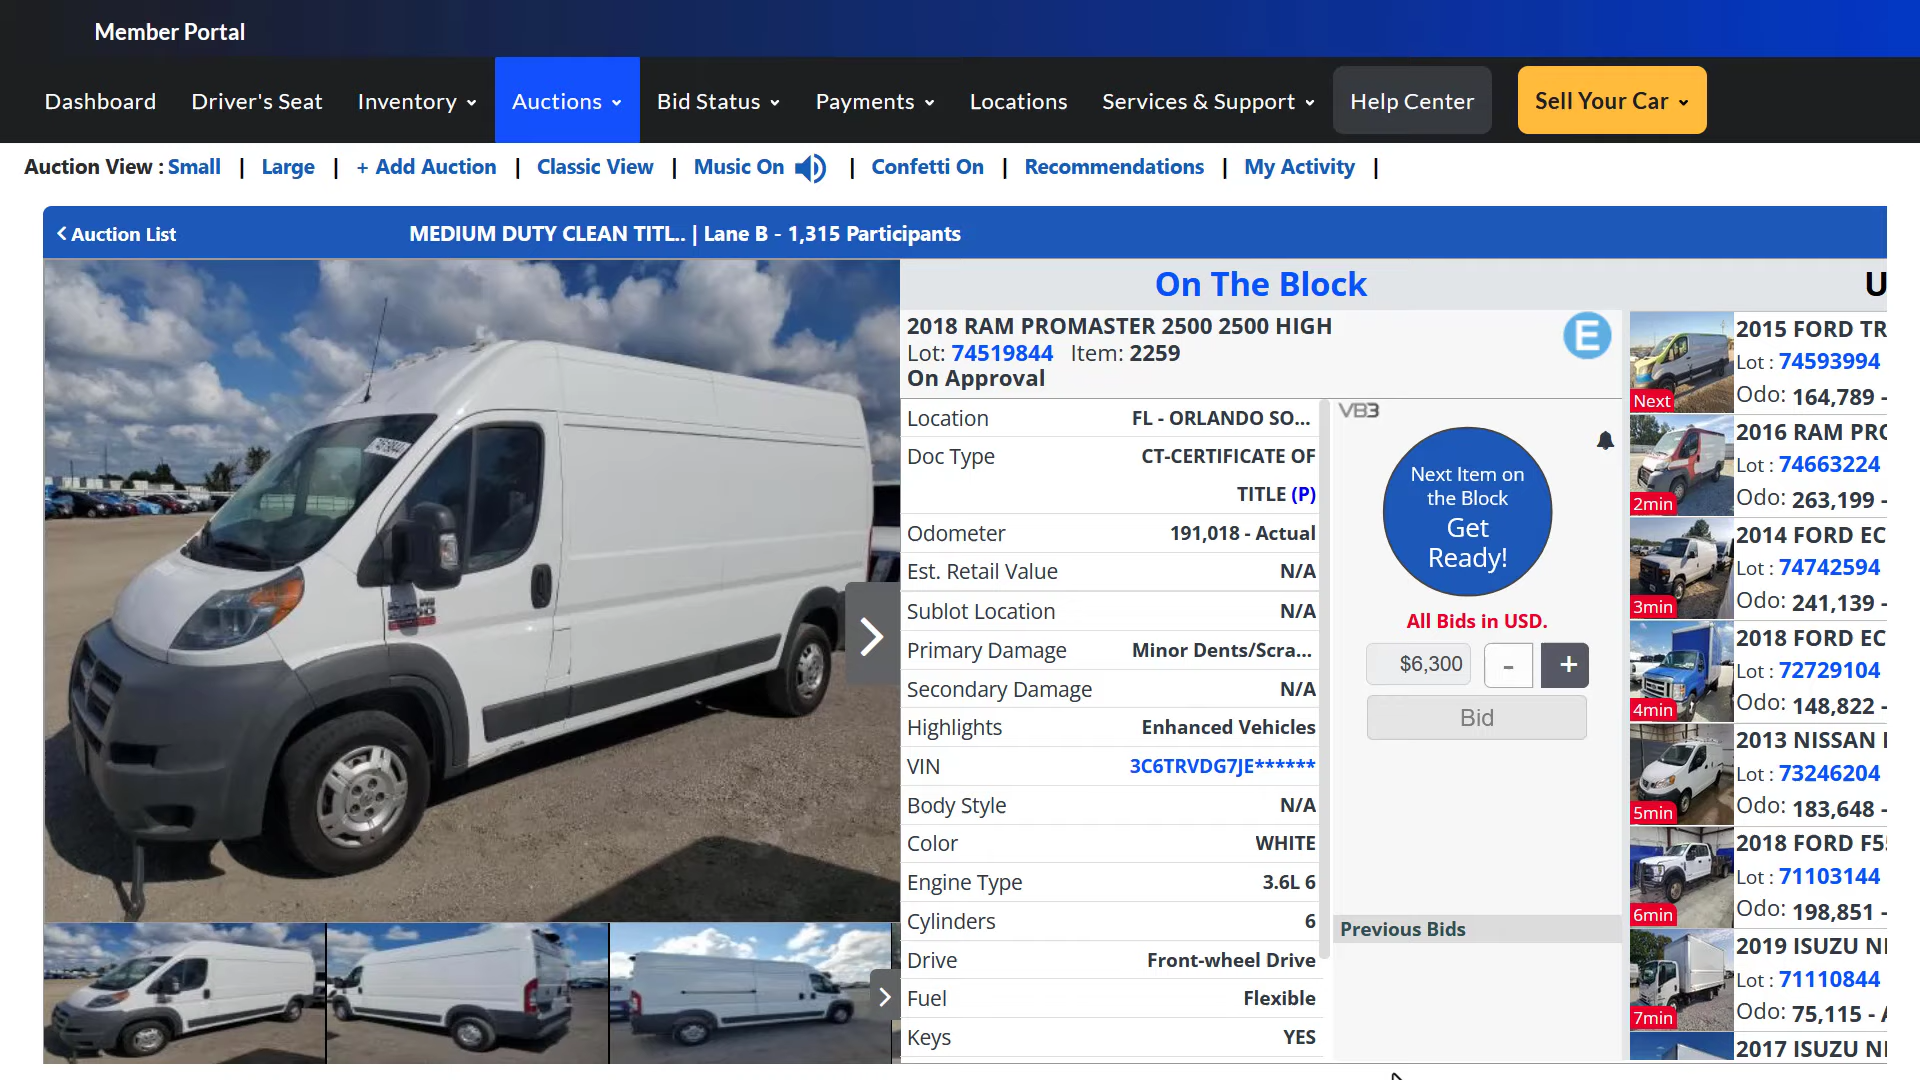 Member Portal
Dashboard Driver's Seat Inventory Auctions Bid Status Payments Locations Services & Support Help Center Sell Your Car
Auction View : Small | Large | + Add Auction | Classic View | Music On | Confetti On | Recommendations | My Activity |
Auction List
MEDIUM DUTY CLEAN TITL.. | Lane B - 1,315 Participants
On The Block
2018 RAM PROMASTER 2500 2500 HIGH
Lot: 74519844 Item: 2259
On Approval
E
Location FL - ORLANDO SO...
Doc Type CT-CERTIFICATE OF
TITLE (P)
Odometer 191,018 - Actual
Est. Retail Value N/A
Sublot Location N/A
Primary Damage Minor Dents/Scra...
Secondary Damage N/A
Highlights Enhanced Vehicles
VIN 3C6TRVDG7JE******
Body Style N/A
Color WHITE
Engine Type 3.6L 6
Cylinders 6
Drive Front-wheel Drive
Fuel Flexible
Keys YES
VB3
Next Item on
the Block
Get
Ready!
All Bids in USD.
$6,300 - +
Bid
Previous Bids
U
2015 FORD TR
Lot : 74593994
Odo: 164,789 -
Next
2016 RAM PRO
Lot : 74663224
Odo: 263,199 -
2min
2014 FORD EC
Lot : 74742594
Odo: 241,139 -
3min
2018 FORD EC
Lot : 72729104
Odo: 148,822 -
4min
2013 NISSAN
Lot : 73246204
Odo: 183,648 -
5min
2018 FORD F5
Lot : 71103144
Odo: 198,851 -
6min
2019 ISUZU N
Lot : 71110844
Odo: 75,115 - A
7min
2017 ISUZU N